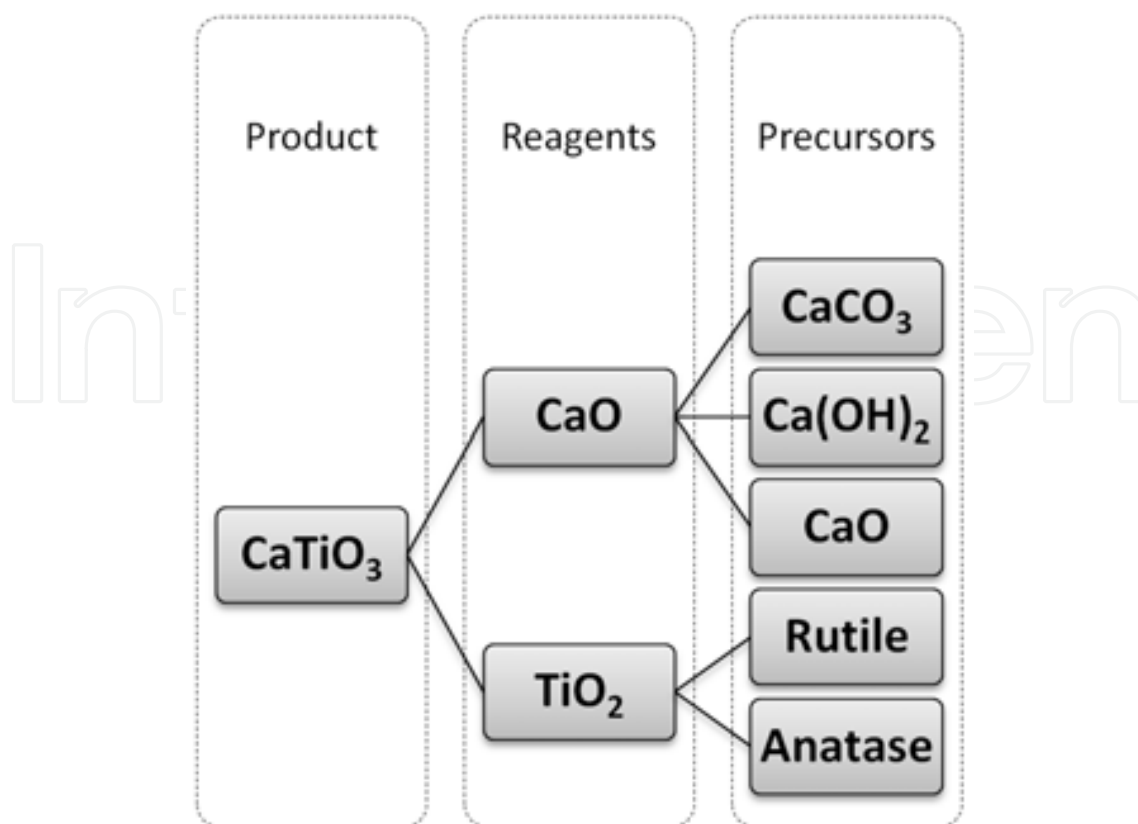 Product
Reagents
Precursors
CaCO₃
CaO
Ca(OH)₂
CaO
CaTiO₃
Rutile
TiO₂
Anatase